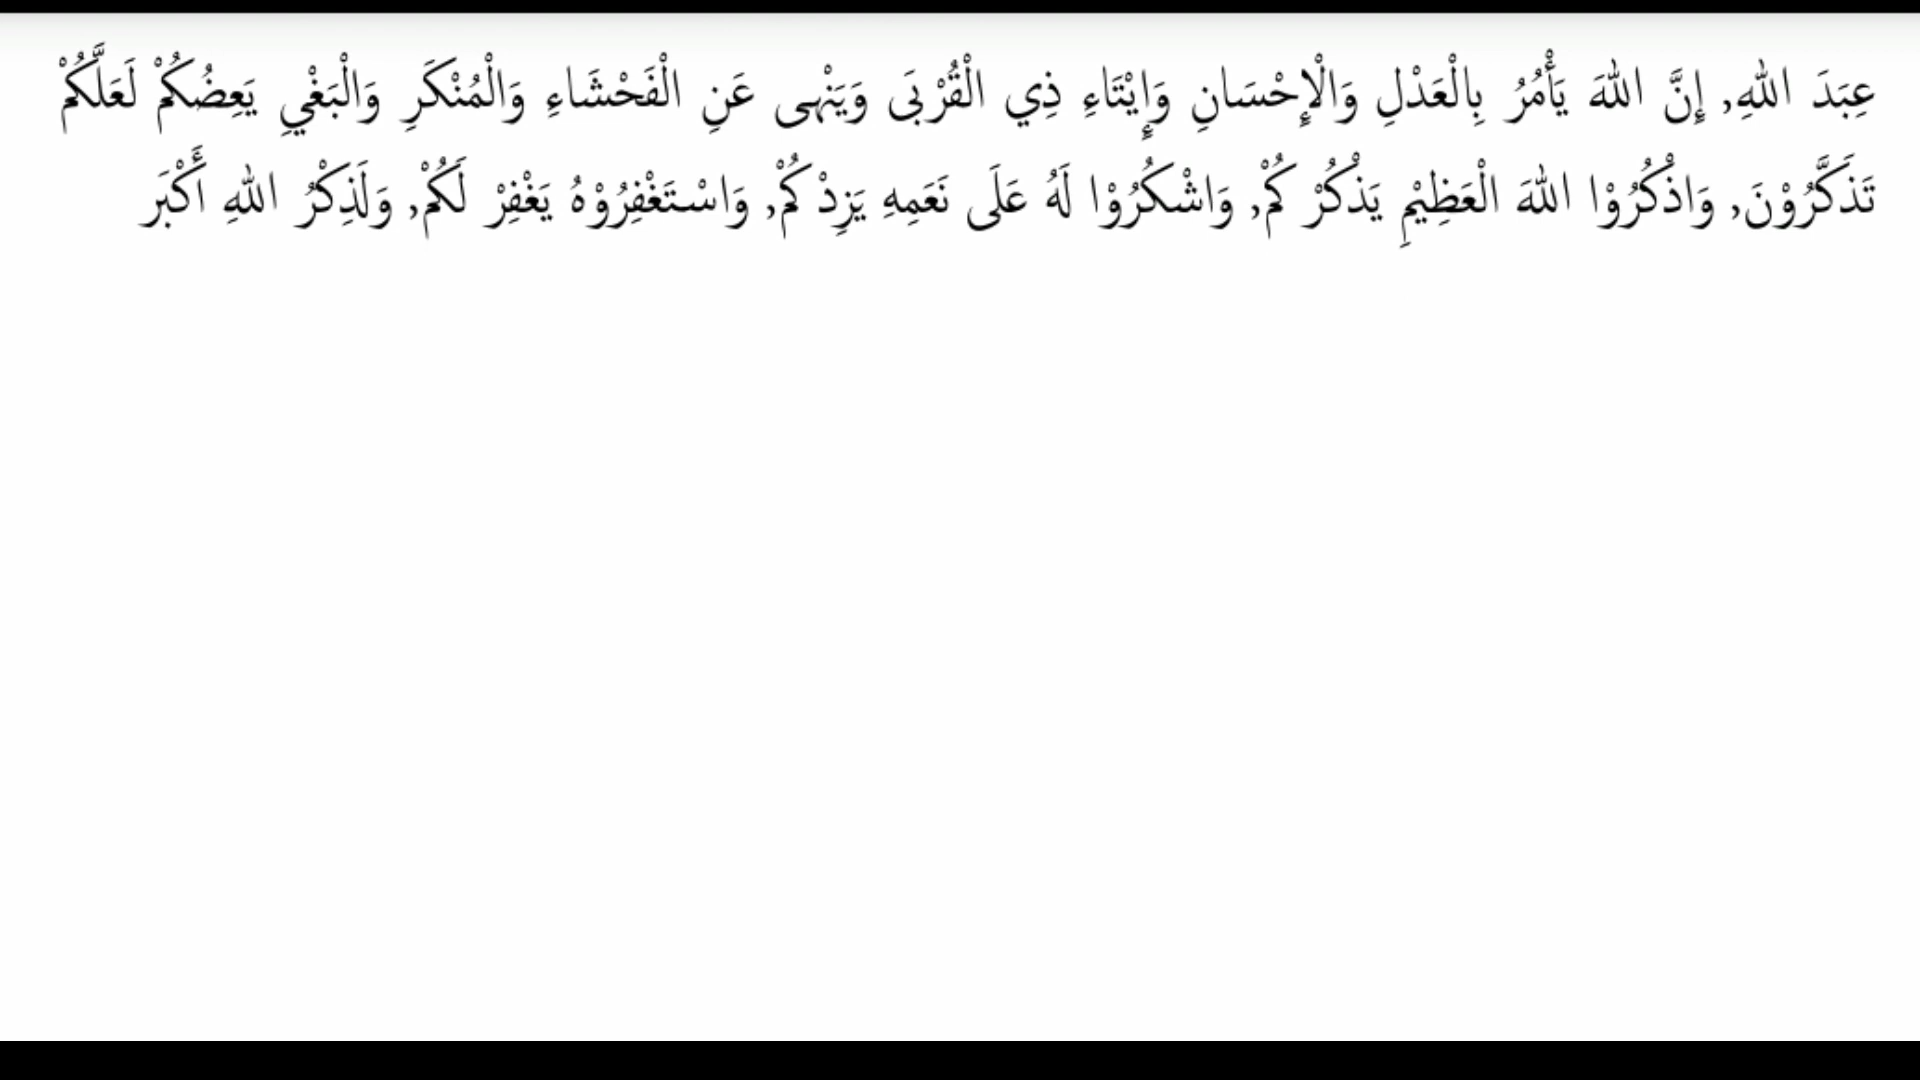 عِبَدَ اللهِ, إِنَّ اللهَ يَأْمُرُ بِالْعَدْلِ وَالْإِحْسَانِ وَإِيْتَاءِ ذِي الْقُرْبَى وَيَنْهى عَنِ الْفَحْشَاءِ وَالْمُنْكَرِ وَالْبَغْيِ يَعِضُكُمْ لَعَلَّكُمْ
تَذَكَّرُوْنَ, وَاذْكُرُوْا اللهَ الْعَظِيْمِ يَذْكُرْ كُمْ, وَاشْكُرُوْا لَهُ عَلَى نَعَمِهِ يَزِدْ كُمْ, وَاسْتَغْفِرُوْهُ يَغْفِرْ لَكُمْ, وَلَذِكْرُ اللهِ أَكْبَر